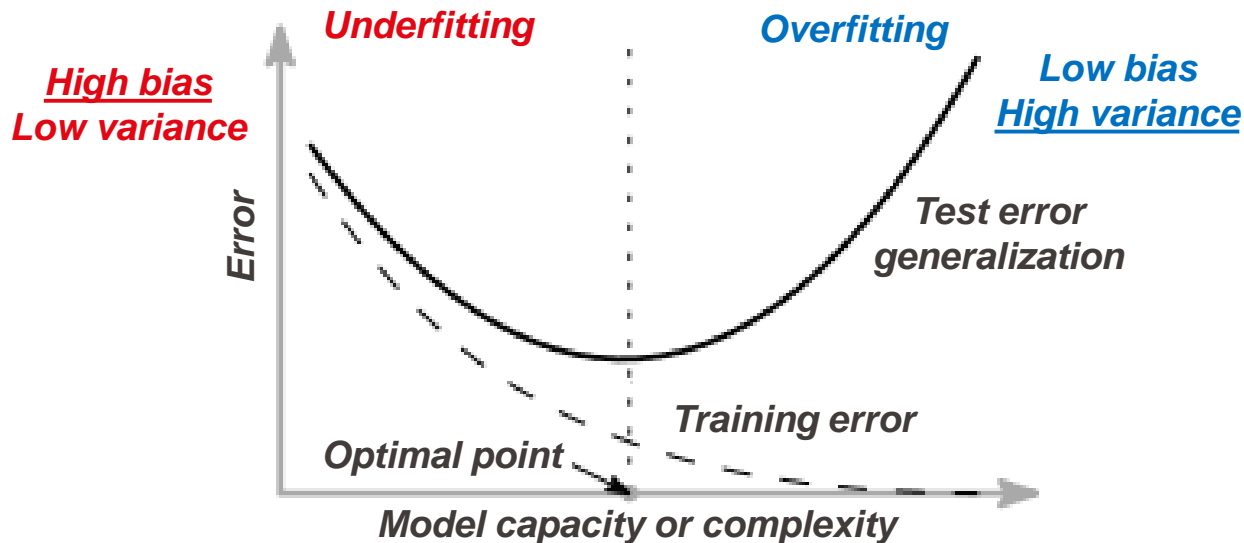 Underfitting
Overfitting
High bias
Low variance
Low bias
High variance
Error
Test error
generalization
Training error
Optimal point
Model capacity or complexity